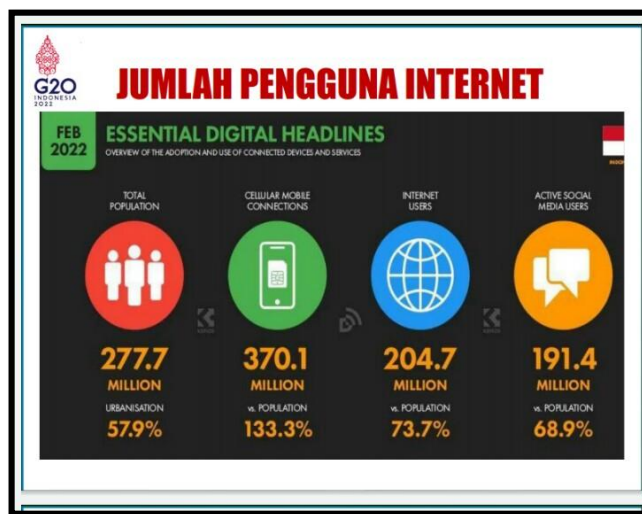 G20
INDONESIA
2022
JUMLAH PENGGUNA INTERNET
FEB
2022
ESSENTIAL DIGITAL HEADLINES
OVERVIEW OF THE ADOPTION AND USE OF CONNECTED DEVICES AND SERVICES
TOTAL
POPULATION
277.7
MILLION
URBANISATION
57.9%
CELLULAR MOBILE
CONNECTIONS
370.1
MILLION
vs. POPULATION
133.3%
INTERNET
USERS
204.7
MILLION
vs. POPULATION
73.7%
ACTIVE SOCIAL
MEDIA USERS
191.4
MILLION
vs. POPULATION
68.9%